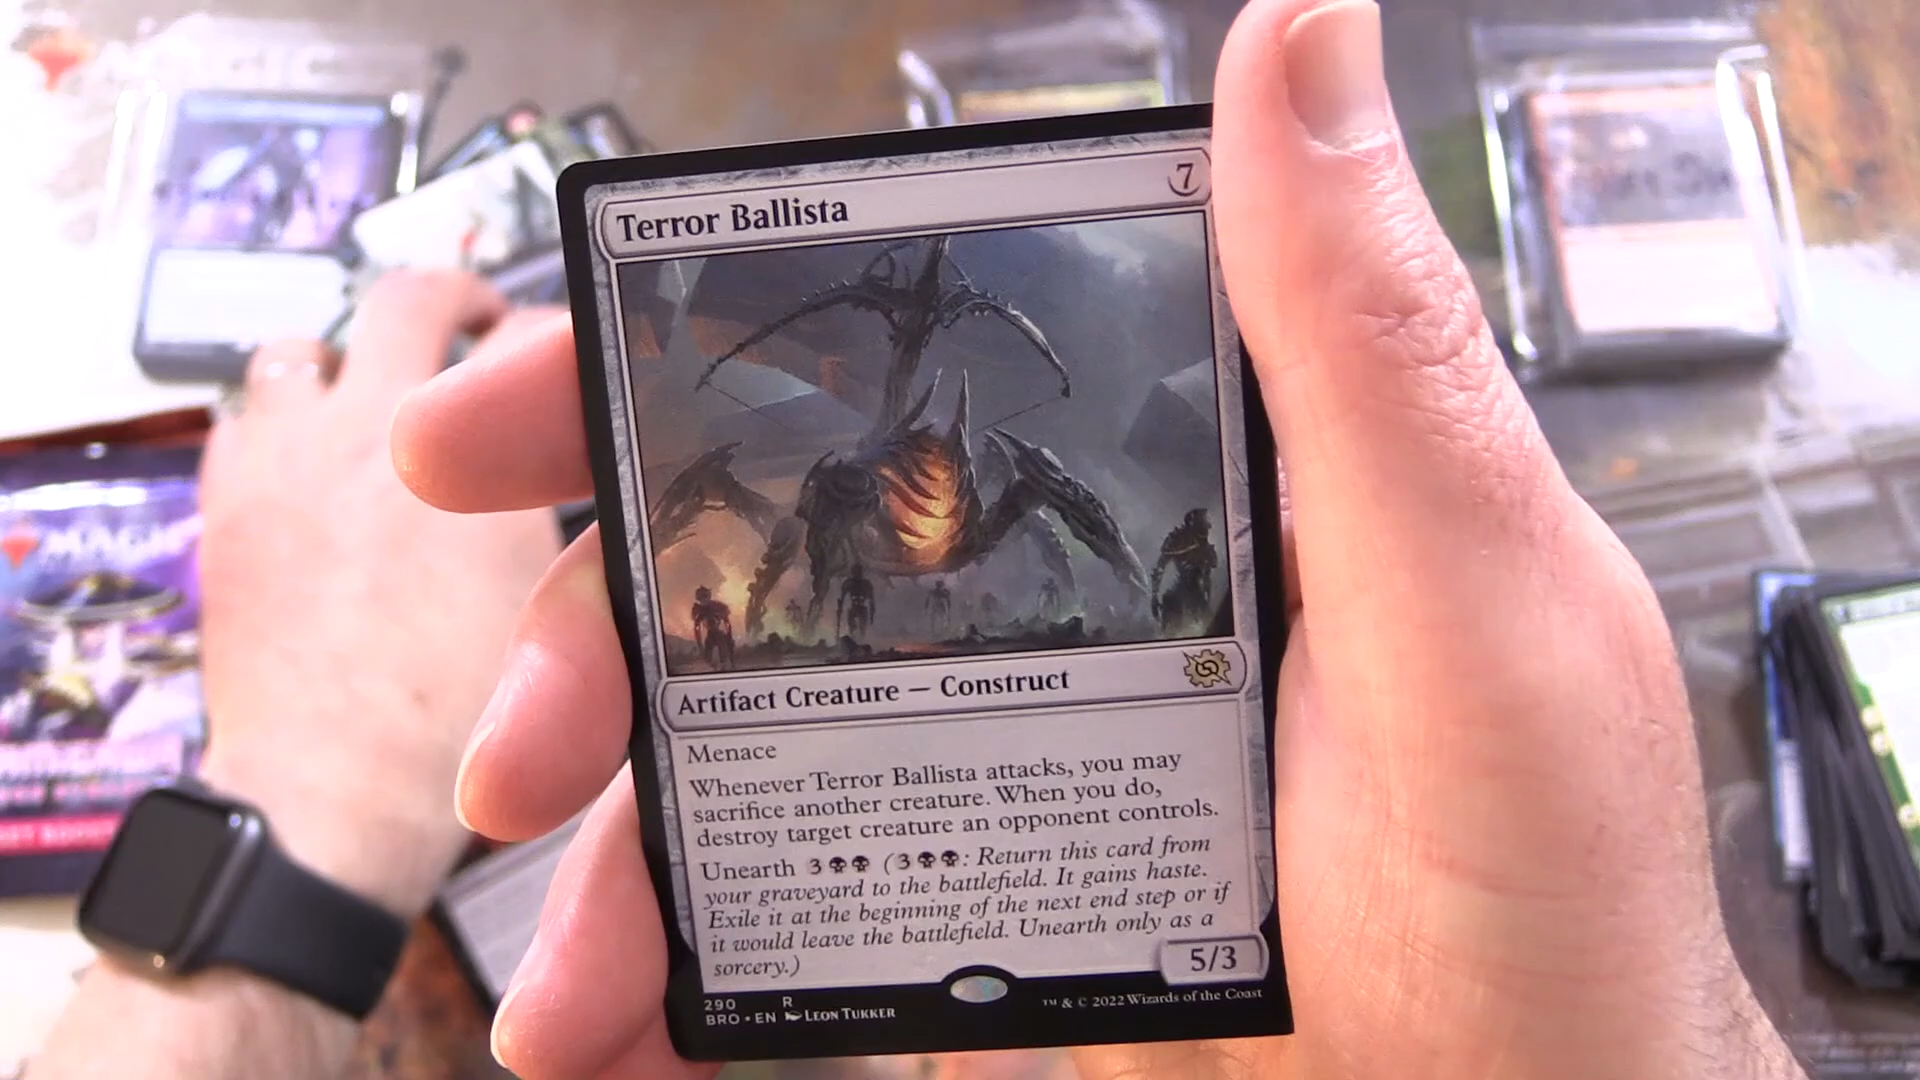 MAGIC
Terror Ballista
7
MAGIC
Artifact Creature — Construct
Menace
Whenever Terror Ballista attacks, you may
sacrifice another creature. When you do,
destroy target creature an opponent controls.
Unearth 3 (3: Return this card from
your graveyard to the battlefield. It gains haste.
Exile it at the beginning of the next end step or if
it would leave the battlefield. Unearth only as a
sorcery.)
5/3
290 R
BRO • EN LEON TUKKER
™ & © 2022 Wizards of the Coast